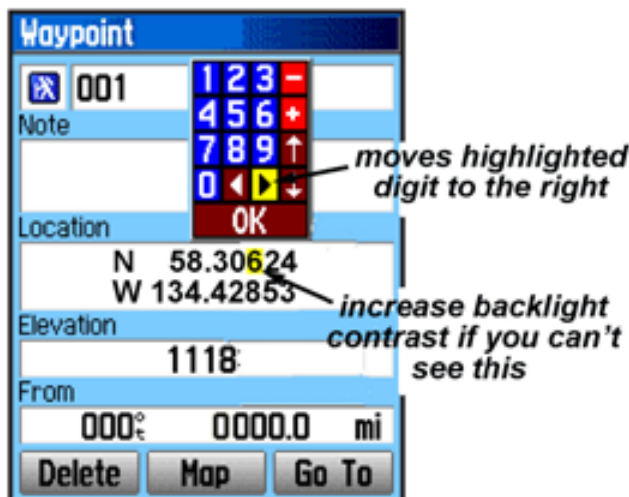 Waypoint
001
1 2 3 -
4 5 6 +
7 8 9 ↑
0 ◀ ▶ ↓
OK
Note
moves highlighted
digit to the right
Location
N 58.30624
W 134.42853
increase backlight
contrast if you can't
see this
Elevation
1118
From
000°t 0000.0 mi
Delete Map Go To